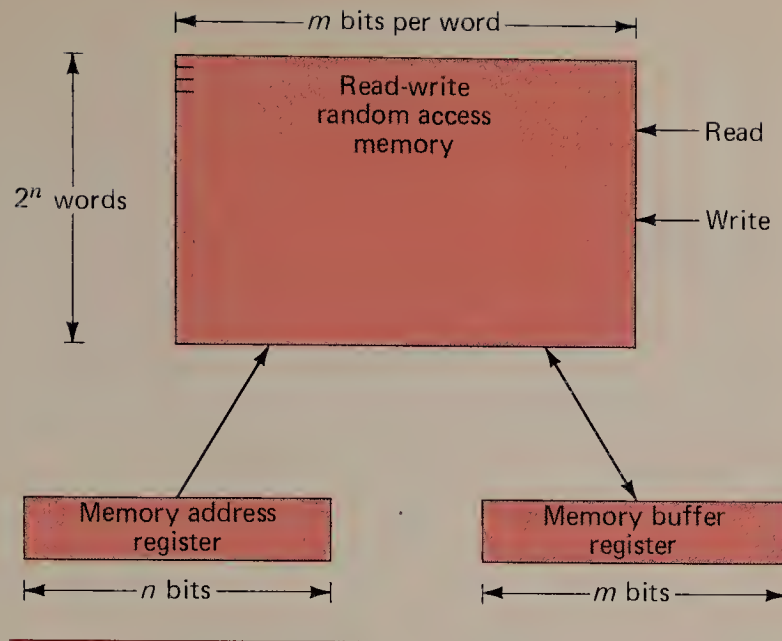 m bits per word
Read-write
random access
memory
Read
2ⁿ words
Write
Memory address
register
Memory buffer
register
n bits
m bits